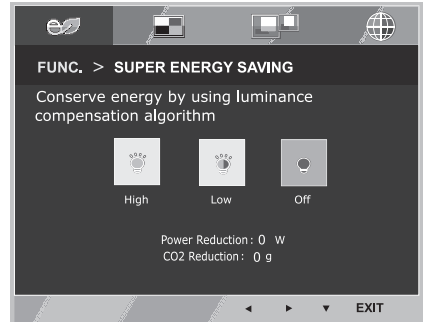 FUNC. > SUPER ENERGY SAVING
Conserve energy by using luminance
compensation algorithm
High Low Off
Power Reduction : 0 W
CO2 Reduction : 0 g
EXIT